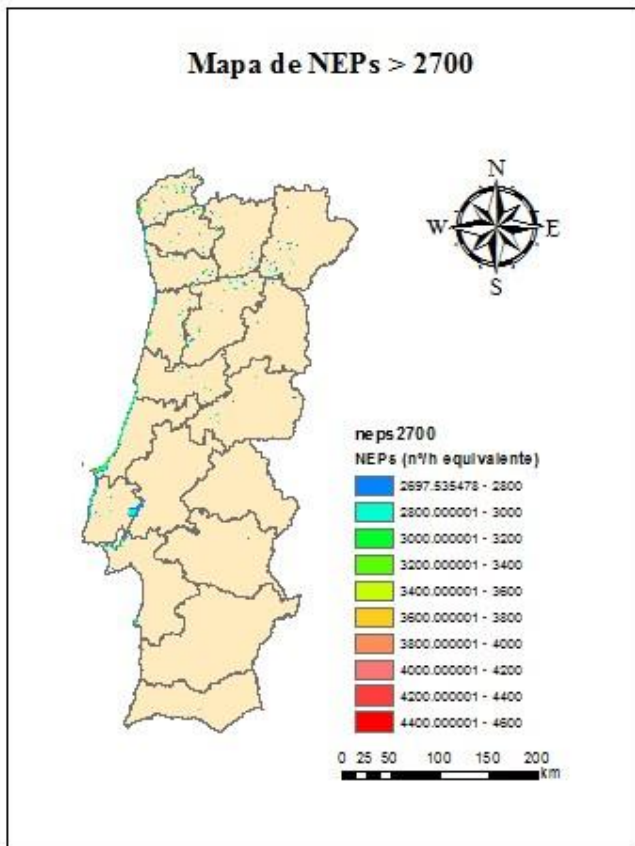 Mapa de NEPs > 2700
N
W E
S
neps2700
NEPs (nº/h equivalente)
2697.535478 - 2800
2800.000001 - 3000
3000.000001 - 3200
3200.000001 - 3400
3400.000001 - 3600
3600.000001 - 3800
3800.000001 - 4000
4000.000001 - 4200
4200.000001 - 4400
4400.000001 - 4600
0 25 50 100 150 200
km